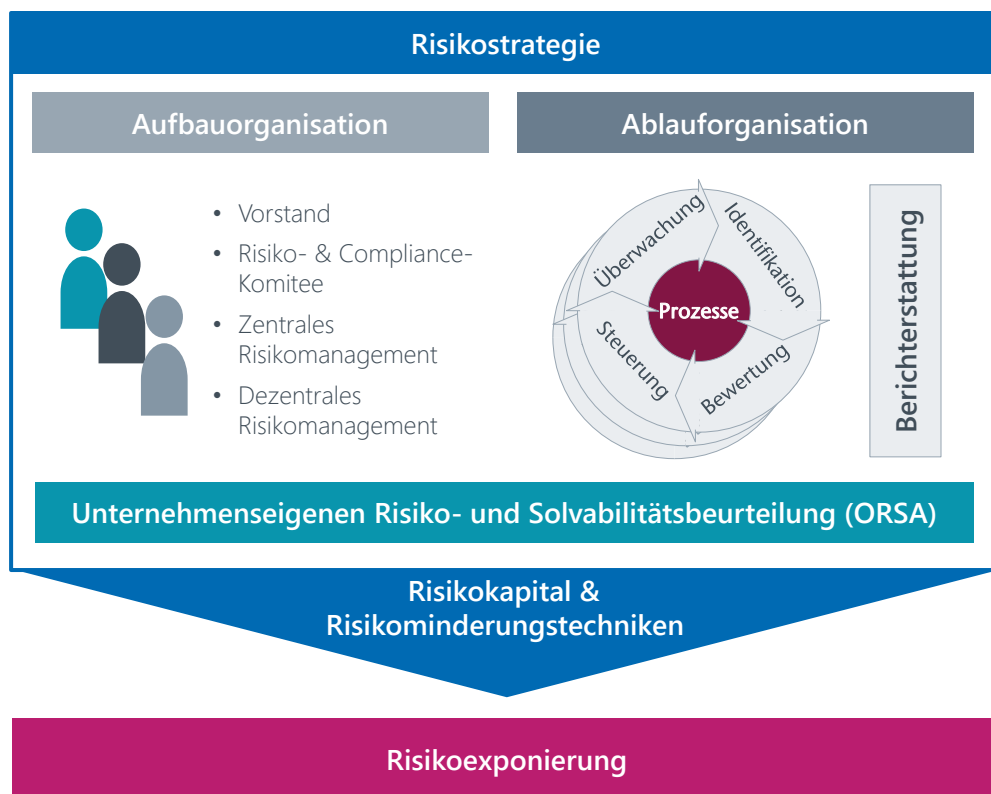 Risikostrategie
Aufbauorganisation
Ablauforganisation
• Vorstand
• Risiko- & Compliance-
Komitee
• Zentrales
Risikomanagement
• Dezentrales
Risikomanagement
Überwachung
Identifikation
Prozesse
Steuerung
Bewertung
Berichterstattung
Unternehmenseigenen Risiko- und Solvabilitätsbeurteilung (ORSA)
Risikokapital &
Risikominderungstechniken
Risikoexponierung